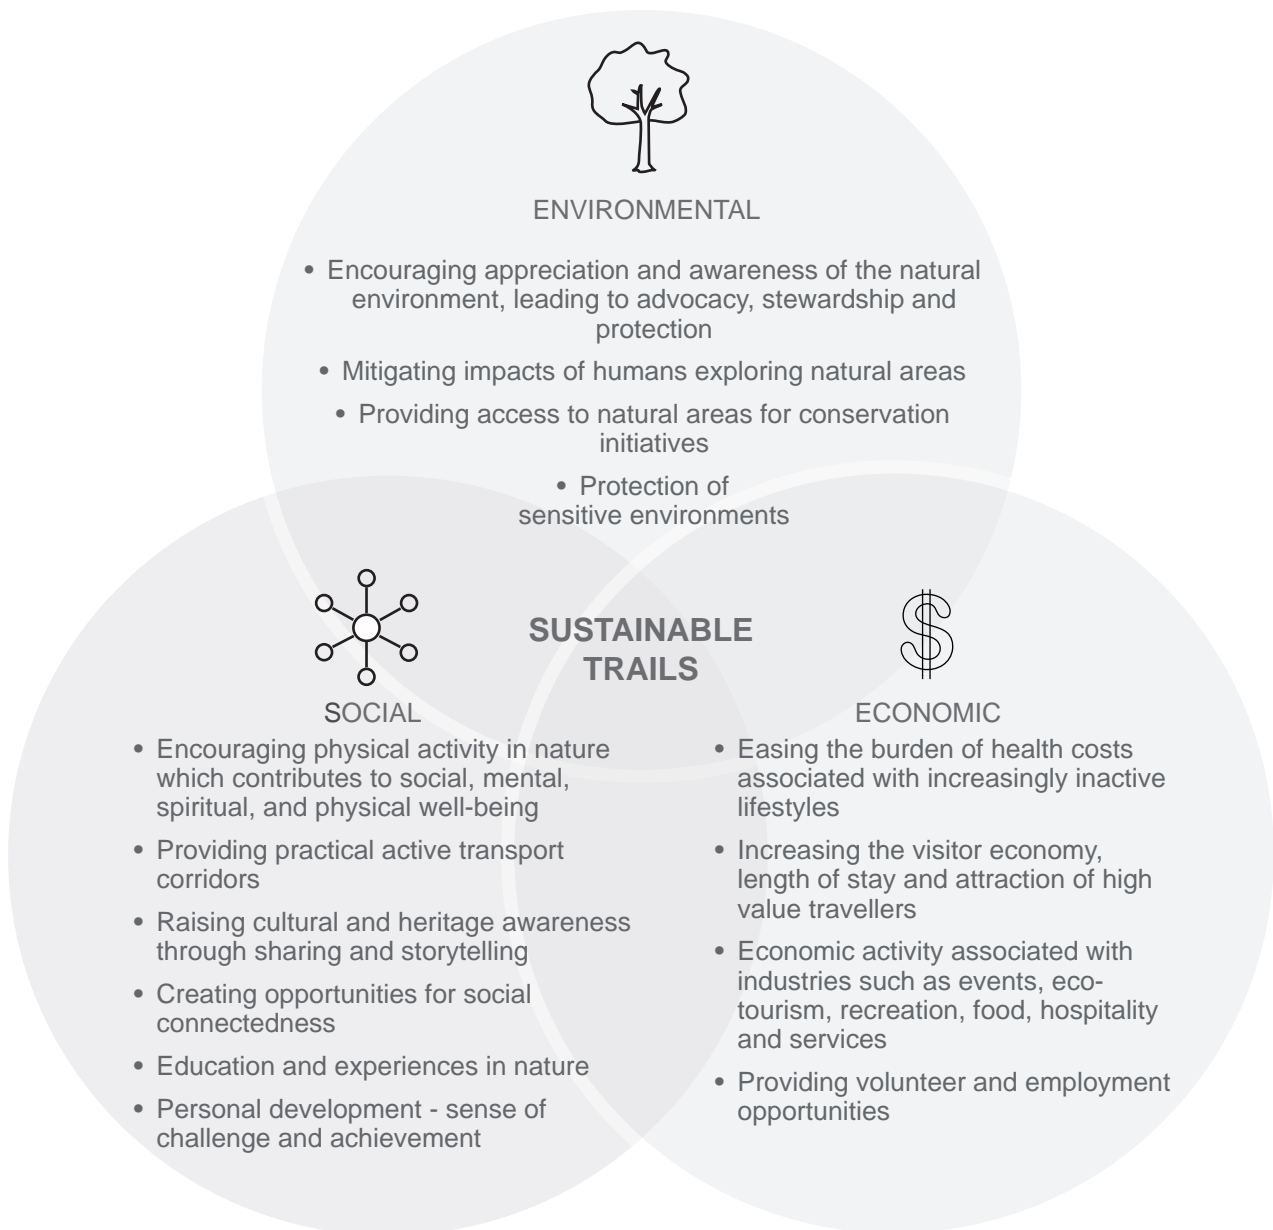 ENVIRONMENTAL
• Encouraging appreciation and awareness of the natural
environment, leading to advocacy, stewardship and
protection
• Mitigating impacts of humans exploring natural areas
• Providing access to natural areas for conservation
initiatives
• Protection of
sensitive environments
SUSTAINABLE
TRAILS
SOCIAL
• Encouraging physical activity in nature
which contributes to social, mental,
spiritual, and physical well-being
• Providing practical active transport
corridors
• Raising cultural and heritage awareness
through sharing and storytelling
• Creating opportunities for social
connectedness
• Education and experiences in nature
• Personal development - sense of
challenge and achievement
$
ECONOMIC
• Easing the burden of health costs
associated with increasingly inactive
lifestyles
• Increasing the visitor economy,
length of stay and attraction of high
value travellers
• Economic activity associated with
industries such as events, eco-
tourism, recreation, food, hospitality
and services
• Providing volunteer and employment
opportunities